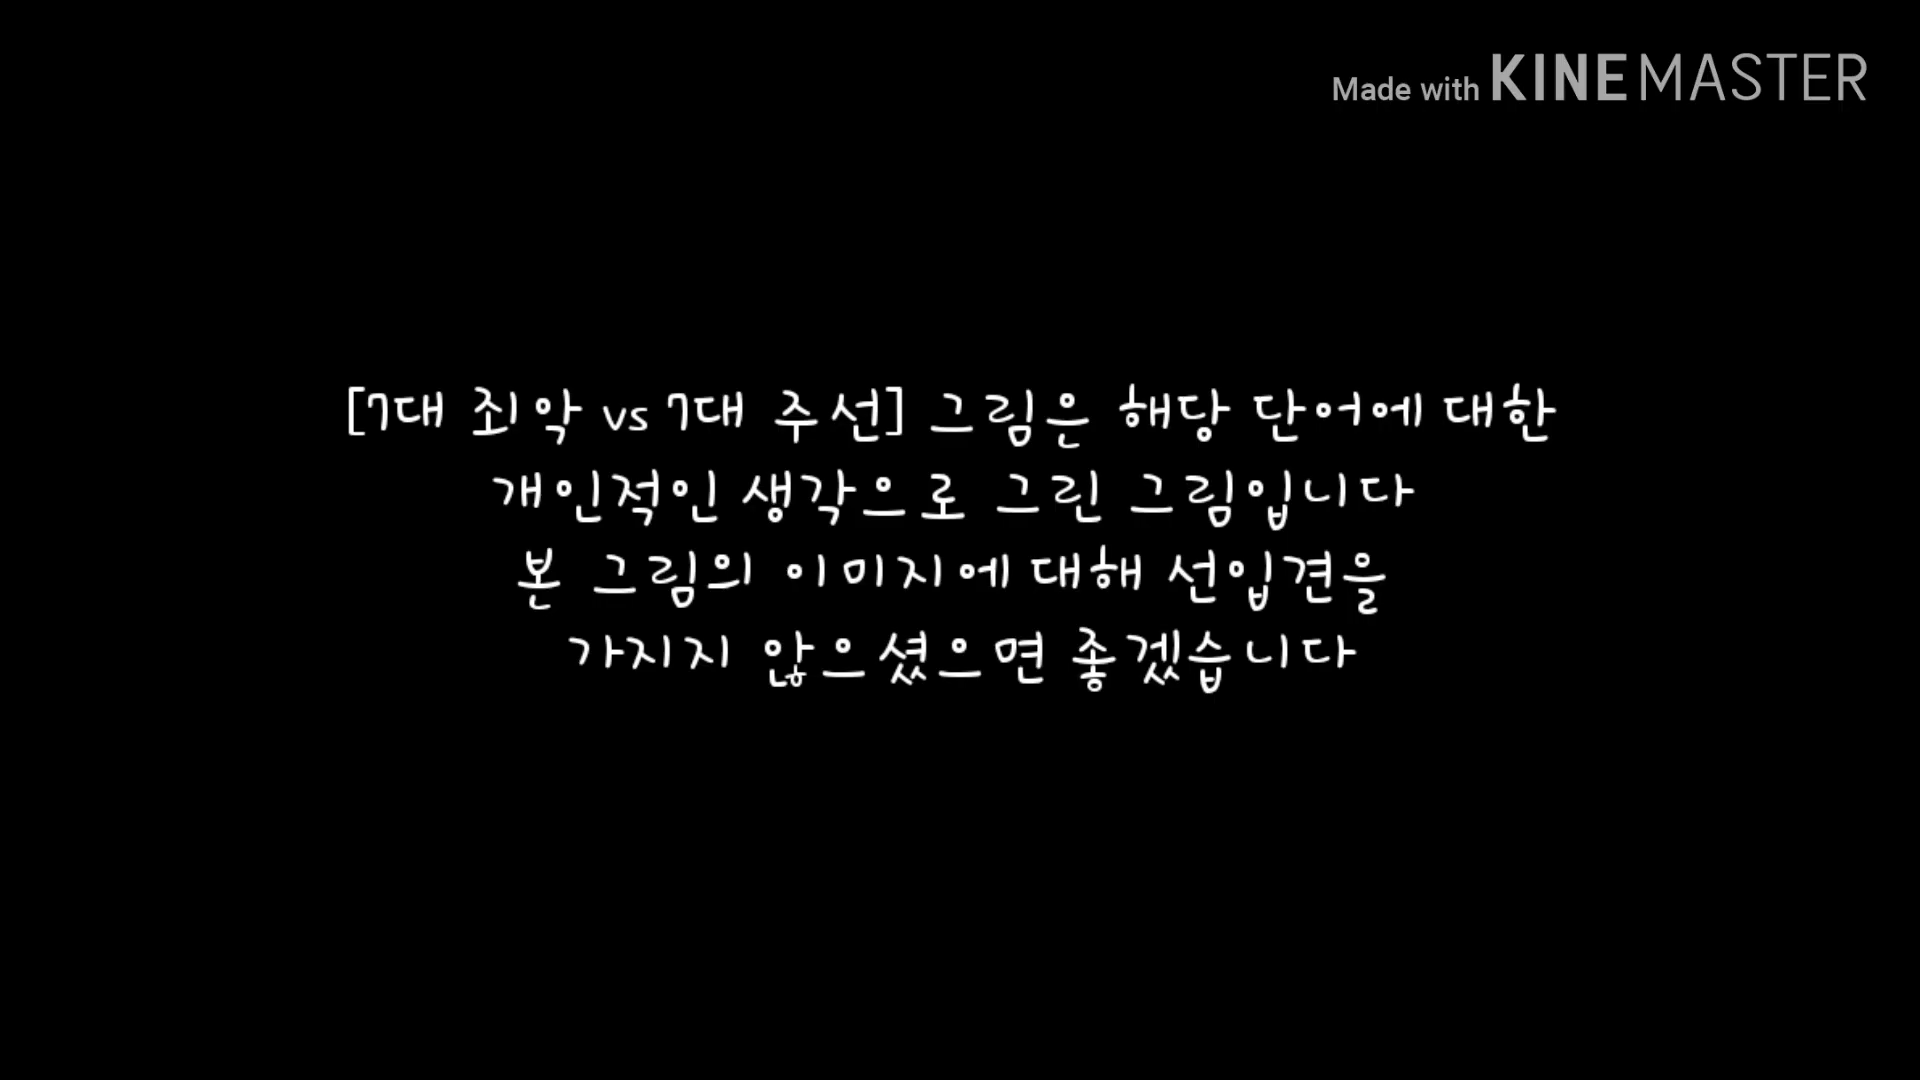 Made with KINEMASTER
[7대 죄악 vs 7대 주선] 그림은 해당 단어에 대한
개인적인 생각으로 그린 그림입니다
본 그림의 이미지에 대해 선입견을
가지지 않으셨으면 좋겠습니다